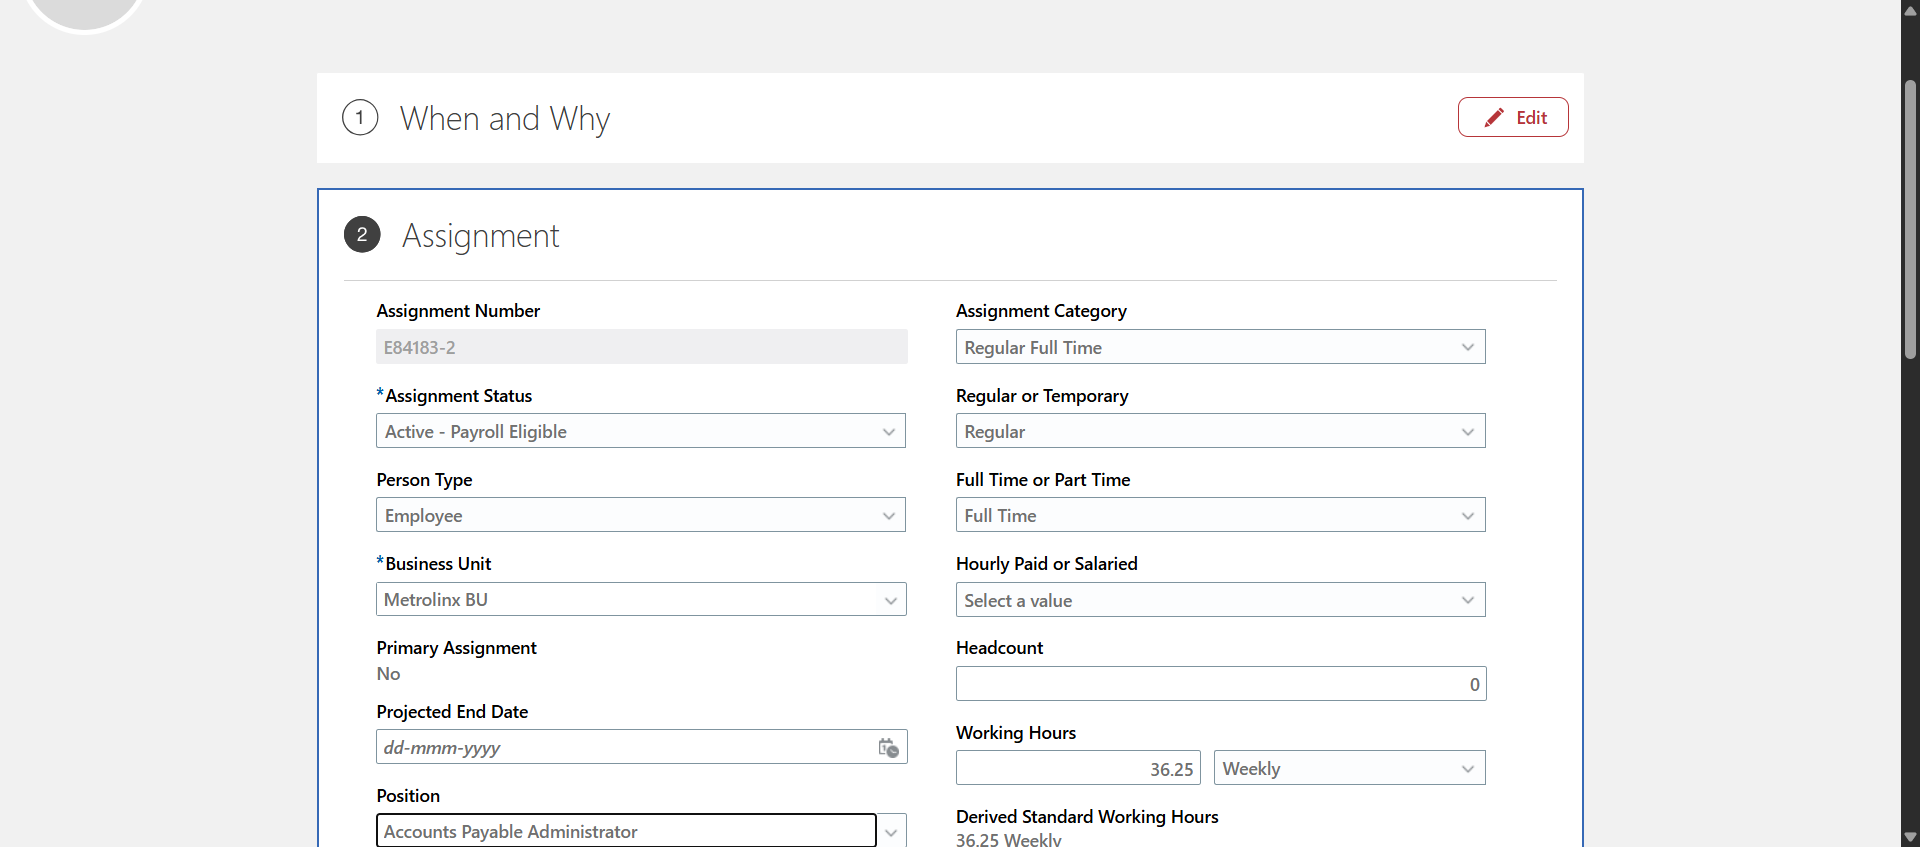 1 When and Why
Edit
2 Assignment
Assignment Number
E84183-2
*Assignment Status
Active - Payroll Eligible
Person Type
Employee
*Business Unit
Metrolinx BU
Primary Assignment
No
Projected End Date
dd-mmm-yyyy
Position
Accounts Payable Administrator
Assignment Category
Regular Full Time
Regular or Temporary
Regular
Full Time or Part Time
Full Time
Hourly Paid or Salaried
Select a value
Headcount
0
Working Hours
36.25 Weekly
Derived Standard Working Hours
36.25 Weekly